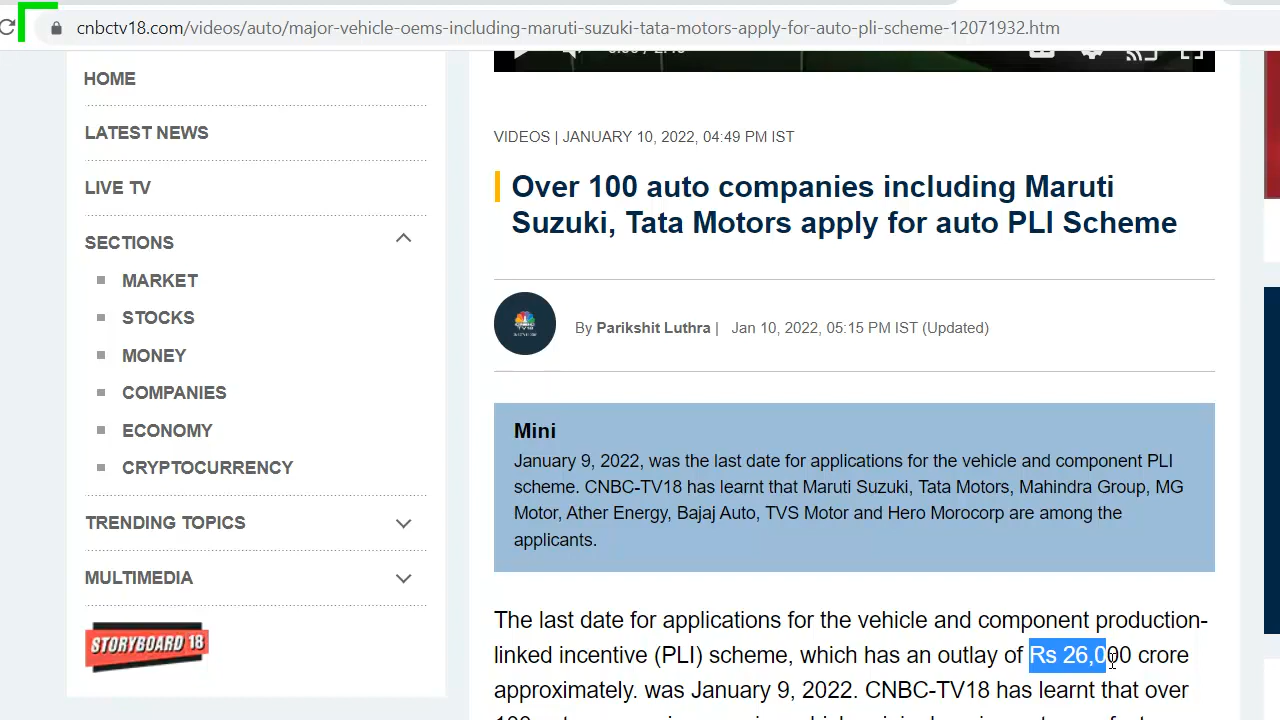 cnbctv18.com/videos/auto/major-vehicle-oems-including-maruti-suzuki-tata-motors-apply-for-auto-pli-scheme-12071932.htm
HOME
LATEST NEWS
LIVE TV
SECTIONS
MARKET
STOCKS
MONEY
COMPANIES
ECONOMY
CRYPTOCURRENCY
TRENDING TOPICS
MULTIMEDIA
STORYBOARD 18
VIDEOS | JANUARY 10, 2022, 04:49 PM IST
Over 100 auto companies including Maruti
Suzuki, Tata Motors apply for auto PLI Scheme
By Parikshit Luthra | Jan 10, 2022, 05:15 PM IST (Updated)
Mini
January 9, 2022, was the last date for applications for the vehicle and component PLI
scheme. CNBC-TV18 has learnt that Maruti Suzuki, Tata Motors, Mahindra Group, MG
Motor, Ather Energy, Bajaj Auto, TVS Motor and Hero Morocorp are among the
applicants.
The last date for applications for the vehicle and component production-
linked incentive (PLI) scheme, which has an outlay of Rs 26,000 crore
approximately. was January 9, 2022. CNBC-TV18 has learnt that over